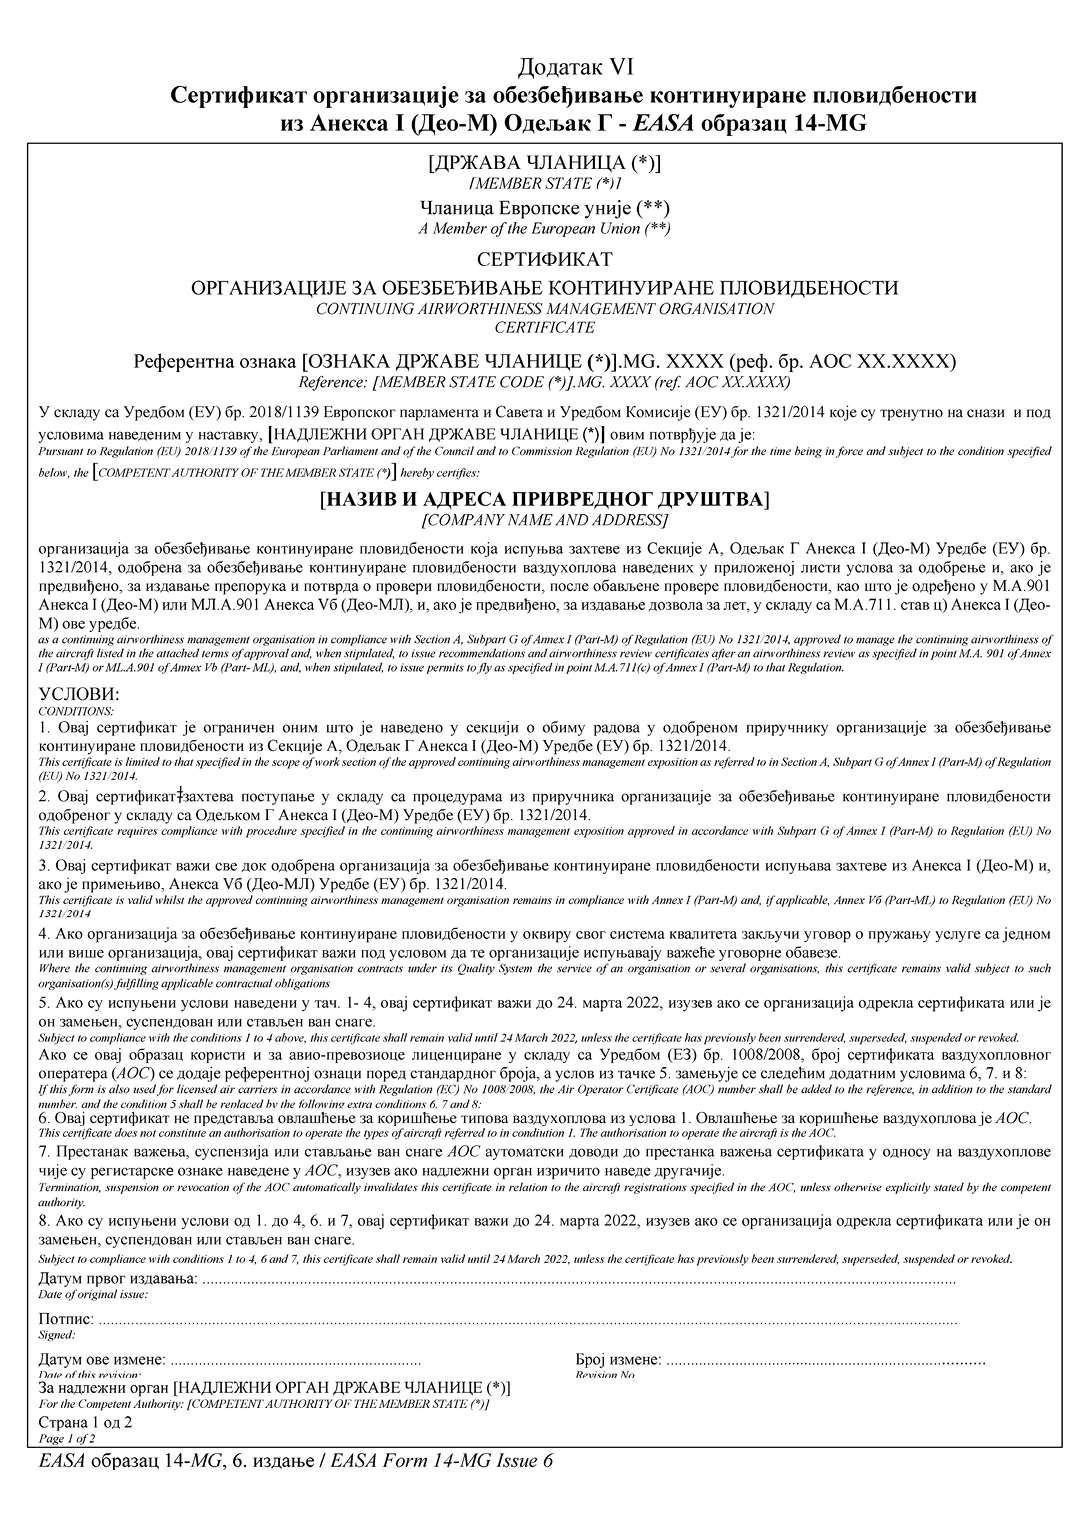 Додатак VI
Сертификат организације за обезбеђивање континуиране пловидбености
из Анекса I (Део-М) Одељак Г - EASA образац 14-MG
[ДРЖАВА ЧЛАНИЦА (*)]
[MEMBER STATE (*)]
Чланица Европске уније (**)
A Member of the European Union (**)
СЕРТИФИКАТ
ОРГАНИЗАЦИЈЕ ЗА ОБЕЗБЕЂИВАЊЕ КОНТИНУИРАНЕ ПЛОВИДБЕНОСТИ
CONTINUING AIRWORTHINESS MANAGEMENT ORGANISATION
CERTIFICATE
Референтна ознака [ОЗНАКА ДРЖАВЕ ЧЛАНИЦЕ (*)].MG. XXXX (реф. бр. AOC XX.XXXX)
Reference: [MEMBER STATE CODE (*)].MG. XXXX (ref. AOC XX.XXXX)
У складу са Уредбом (ЕУ) бр. 2018/1139 Европског парламента и Савета и Уредбом Комисије (ЕУ) бр. 1321/2014 које су тренутно на снази и под
условима наведеним у наставку, [НАДЛЕЖНИ ОРГАН ДРЖАВЕ ЧЛАНИЦЕ (*)] овим потврђује да је:
Pursuant to Regulation (EU) 2018/1139 of the European Parliament and of the Council and to Commission Regulation (EU) No 1321/2014 for the time being in force and subject to the condition specified
below, the [COMPETENT AUTHORITY OF THE MEMBER STATE (*)] hereby certifies:
[НАЗИВ И АДРЕСА ПРИВРЕДНОГ ДРУШТВА]
[COMPANY NAME AND ADDRESS]
организација за обезбеђивање континуиране пловидбености која испуњва захтеве из Секције А, Одељак Г Анекса I (Део-М) Уредбе (ЕУ) бр.
1321/2014, одобрена за обезбеђивање континуиране пловидбености ваздухоплова наведених у приложеној листи услова за одобрење и, ако је
предвиђено, за издавање препорука и потврда о провери пловидбености, после обављене провере пловидбености, као што је одређено у М.А.901
Анекса I (Део-М) или МЛ.А.901 Анекса Vб (Део-МЛ), и, ако је предвиђено, за издавање дозвола за лет, у складу са М.А.711. став ц) Анекса I (Део-
М) ове уредбе.
as a continuing airworthiness management organisation in compliance with Section A, Subpart G of Annex I (Part-M) of Regulation (EU) No 1321/2014, approved to manage the continuing airworthiness of
the aircraft listed in the attached terms of approval and, when stipulated, to issue recommendations and airworthiness review certificates after an airworthiness review as specified in point M.A. 901 of Annex
I (Part-M) or ML.A.901 of Annex Vb (Part- ML), and, when stipulated, to issue permits to fly as specified in point M.A.711(c) of Annex I (Part-M) to that Regulation.
УСЛОВИ:
CONDITIONS:
1. Овај сертификат је ограничен оним што је наведено у секцији о обиму радова у одобреном приручнику организације за обезбеђивање
континуиране пловидбености из Секције А, Одељак Г Анекса I (Део-М) Уредбе (ЕУ) бр. 1321/2014.
This certificate is limited to that specified in the scope of work section of the approved continuing airworthiness management exposition as referred to in Section A, Subpart G of Annex I (Part-M) of Regulation
(EU) No 1321/2014.
2. Овај сертификат захтева поступање у складу са процедурама из приручника организације за обезбеђивање континуиране пловидбености
одобреног у складу са Одељком Г Анекса I (Део-М) Уредбе (ЕУ) бр. 1321/2014.
This certificate requires compliance with procedure specified in the continuing airworthiness management exposition approved in accordance with Subpart G of Annex I (Part-M) to Regulation (EU) No
1321/2014.
3. Овај сертификат важи све док одобрена организација за обезбеђивање континуиране пловидбености испуњава захтеве из Анекса I (Део-М) и,
ако је примењиво, Анекса Vб (Део-МЛ) Уредбе (ЕУ) бр. 1321/2014.
This certificate is valid whilst the approved continuing airworthiness management organisation remains in compliance with Annex I (Part-M) and, if applicable, Annex Vб (Part-ML) to Regulation (EU) No
1321/2014
4. Ако организација за обезбеђивање континуиране пловидбености у оквиру свог система квалитета закључи уговор о пружању услуге са једном
или више организација, овај сертификат важи под условом да те организације испуњавају важеће уговорне обавезе.
Where the continuing airworthiness management organisation contracts under its Quality System the service of an organisation or several organisations, this certificate remains valid subject to such
organisation(s) fulfilling applicable contractual obligations
5. Ако су испуњени услови наведени у тач. 1- 4, овај сертификат важи до 24. марта 2022, изузев ако се организација одрекла сертификата или је
он замењен, суспендован или стављен ван снаге.
Subject to compliance with the conditions 1 to 4 above, this certificate shall remain valid until 24 March 2022, unless the certificate has previously been surrendered, superseded, suspended or revoked.
Ако се овај образац користи и за авио-превозиоце лиценциране у складу са Уредбом (ЕЗ) бр. 1008/2008, број сертификата ваздухопловног
оператера (AOC) се додаје референтној ознаци поред стандардног броја, а услов из тачке 5. замењује се следећим додатним условима 6, 7. и 8:
If this form is also used for licensed air carriers in accordance with Regulation (EC) No 1008/2008, the Air Operator Certificate (AOC) number shall be added to the reference, in addition to the standard
number, and the condition 5 shall be replaced by the following extra conditions 6, 7 and 8:
6. Овај сертификат не представља овлашћење за коришћење типова ваздухоплова из услова 1. Овлашћење за коришћење ваздухоплова је AOC.
This certificate does not constitute an authorisation to operate the types of aircraft referred to in condiution 1. The authorisation to operate the aircraft is the AOC.
7. Престанак важења, суспензија или стављање ван снаге AOC аутоматски доводи до престанка важења сертификата у односу на ваздухоплове
чије су регистарске ознаке наведене у AOC, изузев ако надлежни орган изричито наведе другачије.
Termination, suspension or revocation of the AOC automatically invalidates this certificate in relation to the aircraft registrations specified in the AOC, unless otherwise explicitly stated by the competent
authority.
8. Ако су испуњени услови од 1. до 4, 6. и 7, овај сертификат важи до 24. марта 2022, изузев ако се организација одрекла сертификата или је он
замењен, суспендован или стављен ван снаге.
Subject to compliance with conditions 1 to 4, 6 and 7, this certificate shall remain valid until 24 March 2022, unless the certificate has previously been surrendered, superseded, suspended or revoked.
Датум првог издавања: ................................................................................
Date of original issue:
Потпис: ................................................................................
Signed:
Датум ове измене: ............................................................... Број измене: ................................................................................
Date of this revision: Revision No
За надлежни орган [НАДЛЕЖНИ ОРГАН ДРЖАВЕ ЧЛАНИЦЕ (*)]
For the Competent Authority: [COMPETENT AUTHORITY OF THE MEMBER STATE (*)]
Страна 1 од 2
Page 1 of 2
EASA образац 14-MG, 6. издање / EASA Form 14-MG Issue 6